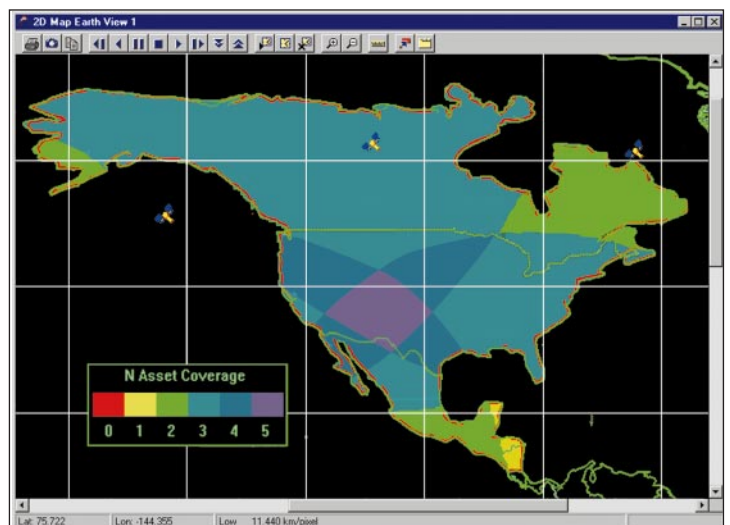 2D Map Earth View 1
N Asset Coverage
0 1 2 3 4 5
Lat: 75.722 Lon: -144.355 Low 11.440 km/pixel